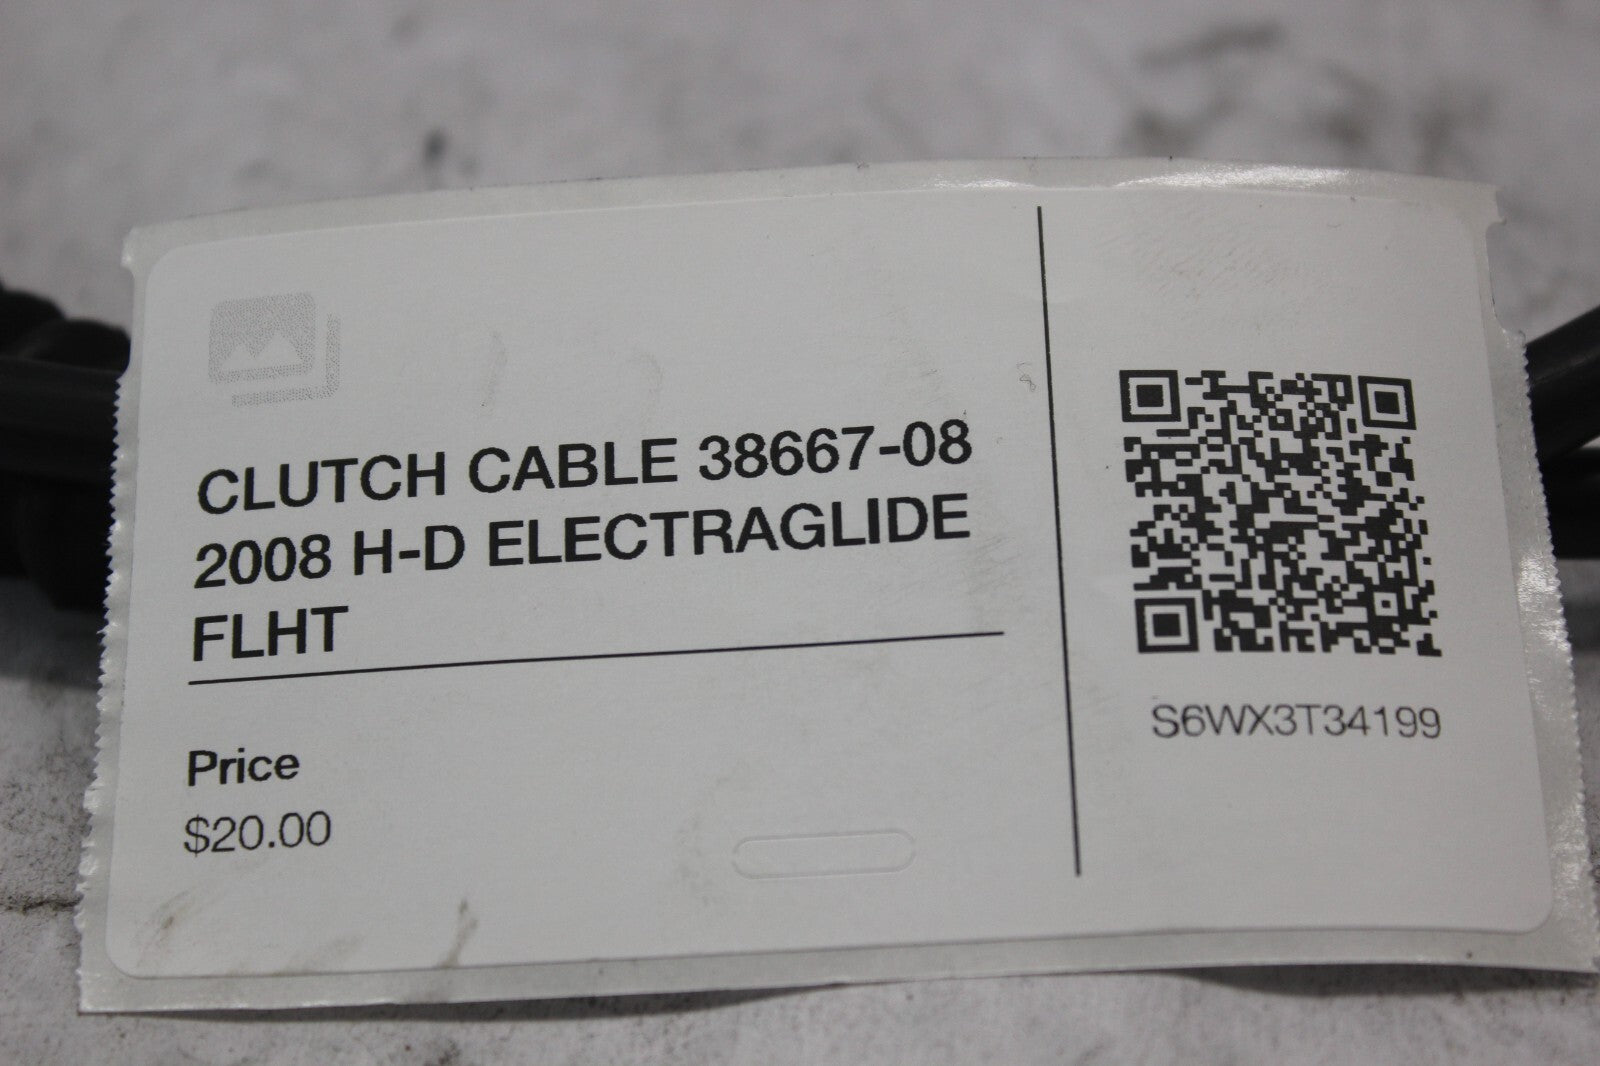 CLUTCH CABLE 38667-08
2008 H-D ELECTRAGLIDE
FLHT
Price
$20.00
S6WX3T34199